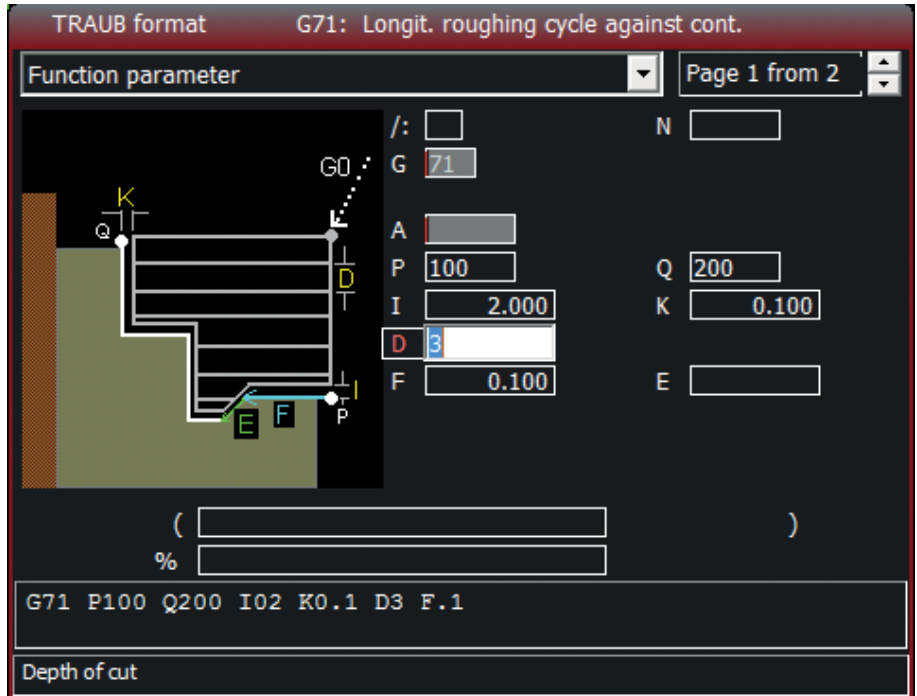 TRAUB format G71: Longit. roughing cycle against cont.
Function parameter Page 1 from 2
/: N
G 71
A
P 100 Q 200
I 2.000 K 0.100
D 3
F 0.100 E
G0
K
Q
D
I
E F P
( )
%
G71 P100 Q200 I02 K0.1 D3 F.1
Depth of cut